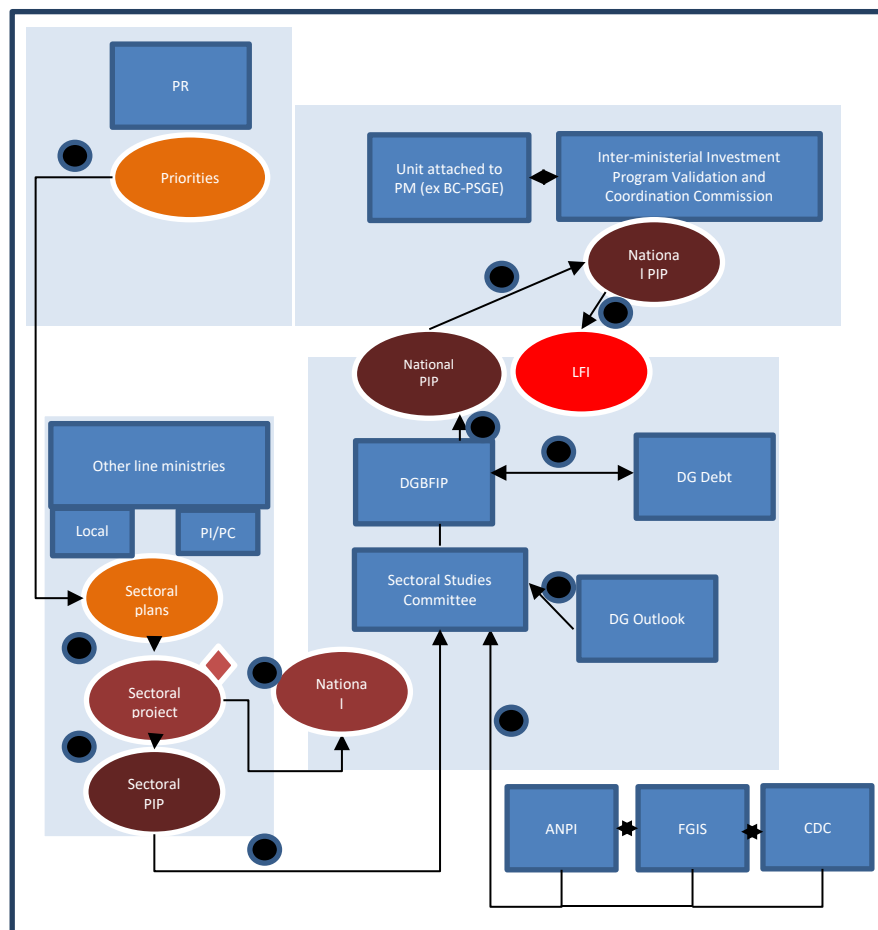 PR
Priorities
Unit attached to
PM (ex BC-PSGE)
Inter-ministerial Investment
Program Validation and
Coordination Commission
Nationa
l PIP
National
PIP
LFI
Other line ministries
Local
PI/PC
DGBFIP
DG Debt
Sectoral
plans
Sectoral Studies
Committee
DG Outlook
Sectoral
project
Nationa
l
Sectoral
PIP
ANPI
FGIS
CDC